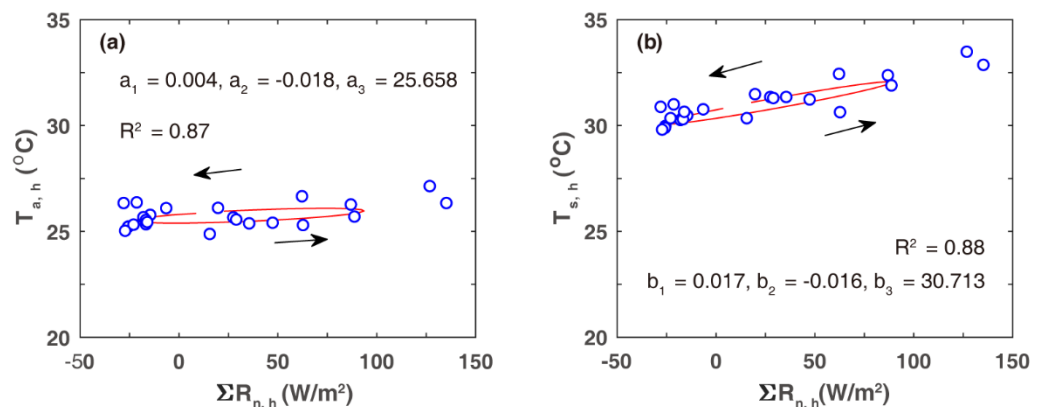 (a)
a₁ = 0.004, a₂ = -0.018, a₃ = 25.658
R² = 0.87
35
30
25
20
-50
0
50
100
150
Tₐ, ₕ (°C)
ΣRₙ, ₕ (W/m²)
(b)
R² = 0.88
b₁ = 0.017, b₂ = -0.016, b₃ = 30.713
35
30
25
20
-50
0
50
100
150
Tₛ, ₕ (°C)
ΣRₙ, ₕ (W/m²)